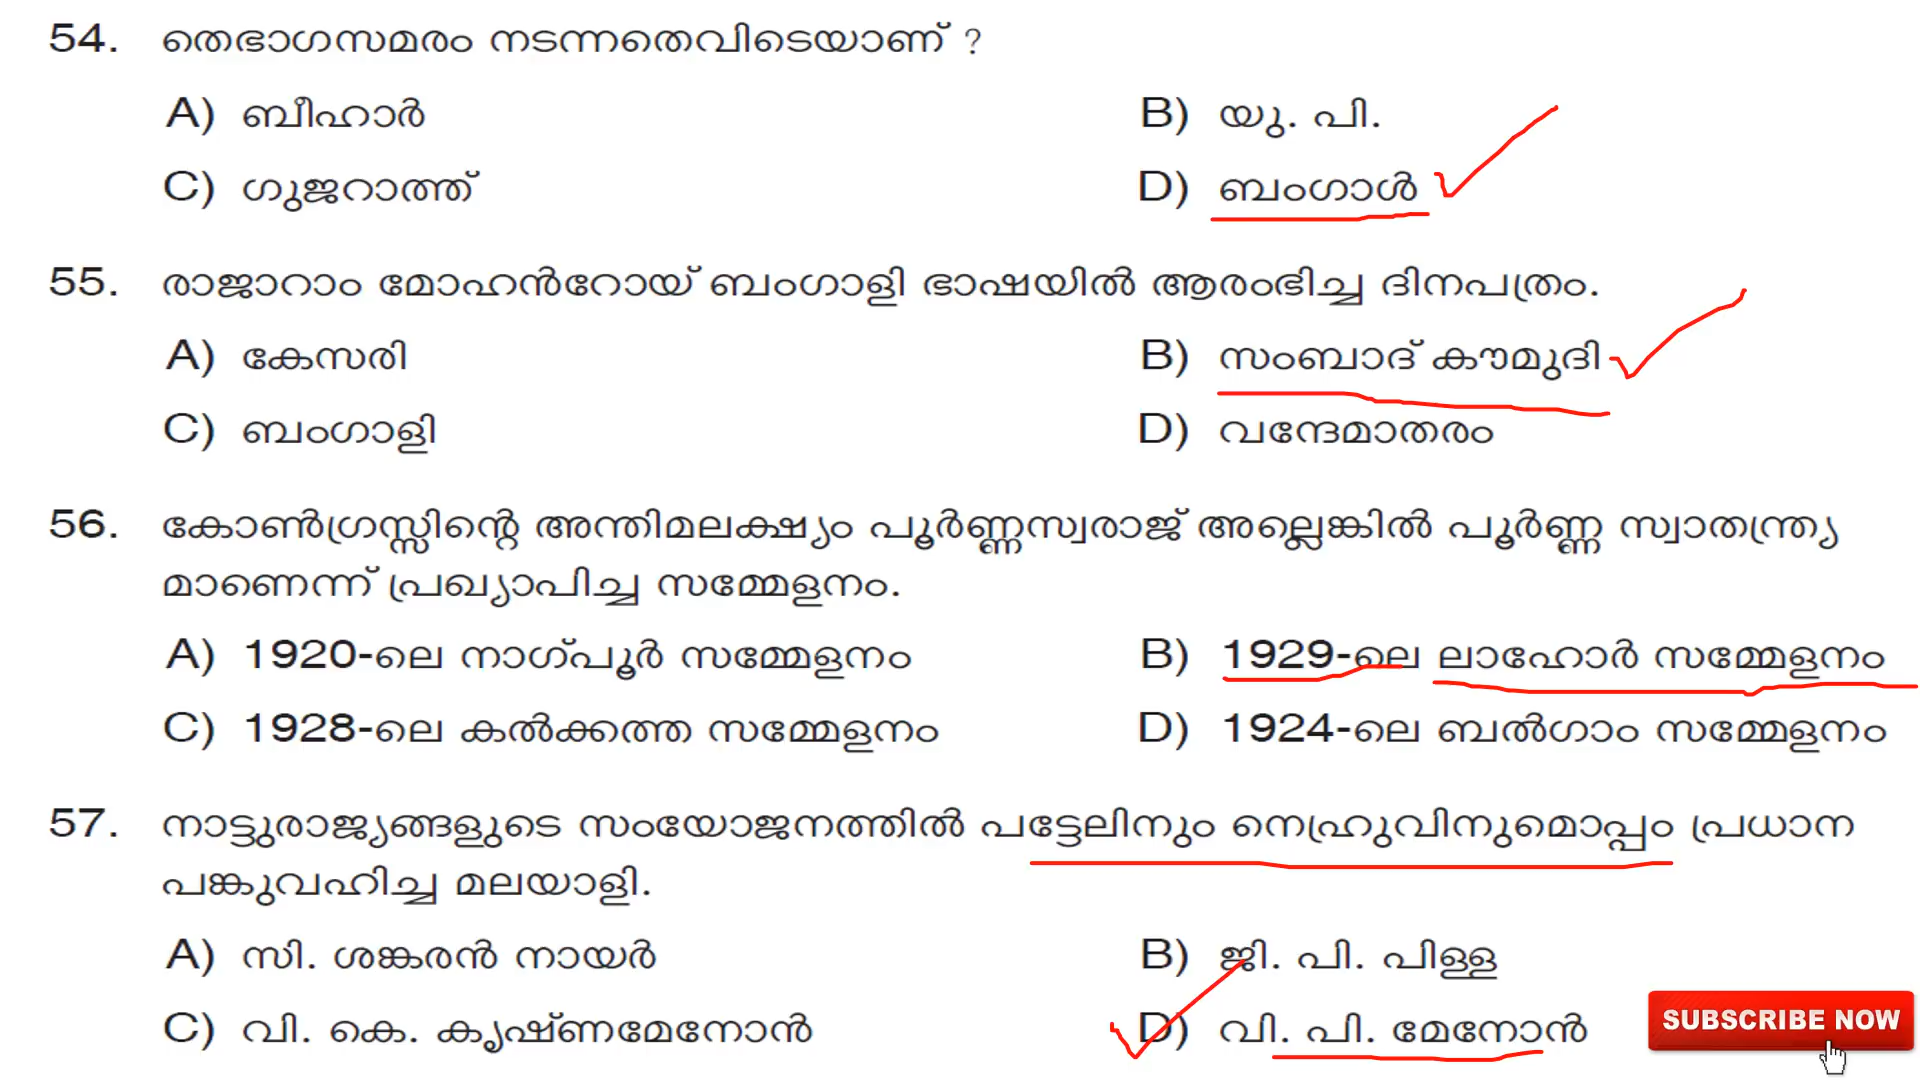 54. തെഭാഗസമരം നടന്നതെവിടെയാണ് ?
A) ബീഹാർ B) യു. പി.
C) ഗുജറാത്ത് D) ബംഗാൾ
55. രാജാറാം മോഹൻറോയ് ബംഗാളി ഭാഷയിൽ ആരംഭിച്ച ദിനപത്രം.
A) കേസരി B) സംബാദ് കൗമുദി
C) ബംഗാളി D) വന്ദേമാതരം
56. കോൺഗ്രസ്സിന്റെ അന്തിമലക്ഷ്യം പൂർണ്ണസ്വരാജ് അല്ലെങ്കിൽ പൂർണ്ണ സ്വാതന്ത്ര്യ
മാണെന്ന് പ്രഖ്യാപിച്ച സമ്മേളനം.
A) 1920-ലെ നാഗ്പൂർ സമ്മേളനം B) 1929-ലെ ലാഹോർ സമ്മേളനം
C) 1928-ലെ കൽക്കത്ത സമ്മേളനം D) 1924-ലെ ബൽഗാം സമ്മേളനം
57. നാട്ടുരാജ്യങ്ങളുടെ സംയോജനത്തിൽ പട്ടേലിനും നെഹ്രുവിനുമൊപ്പം പ്രധാന
പങ്കുവഹിച്ച മലയാളി.
A) സി. ശങ്കരൻ നായർ B) ജി. പി. പിള്ള
C) വി. കെ. കൃഷ്ണമേനോൻ D) വി. പി. മേനോൻ
SUBSCRIBE NOW